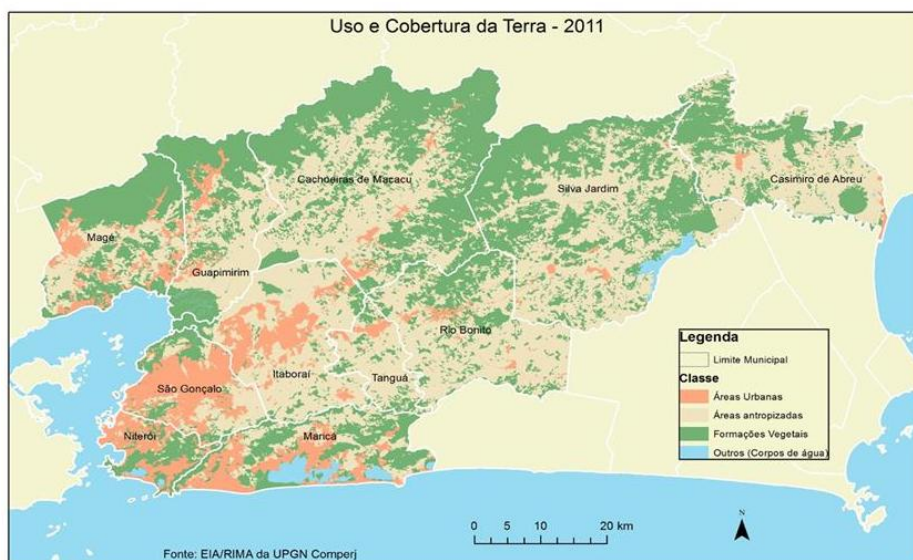 Uso e Cobertura da Terra - 2011
Cachoeiras de Macacu
Silva Jardim
Casimiro de Abreu
Magé
Guapimirim
Rio Bonito
Itaboraí
Tanguá
São Gonçalo
Niterói
Maricá
Legenda
Limite Municipal
Classe
Áreas Urbanas
Áreas antropizadas
Formações Vegetais
Outros (Corpos de água)
N
0 5 10 20 km
Fonte: EIA/RIMA da UPGN Comperj